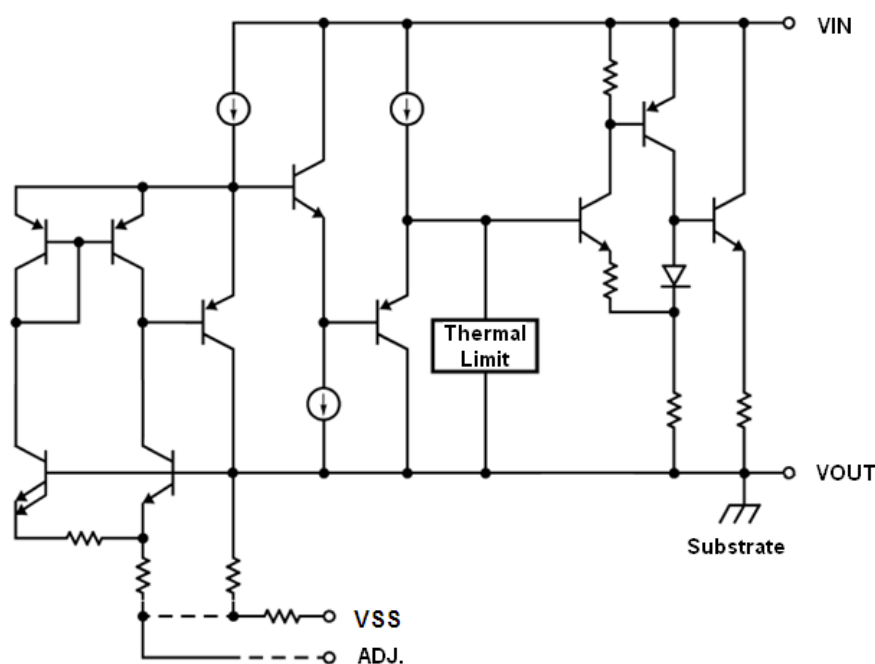 VIN
Thermal
Limit
VOUT
Substrate
VSS
ADJ.